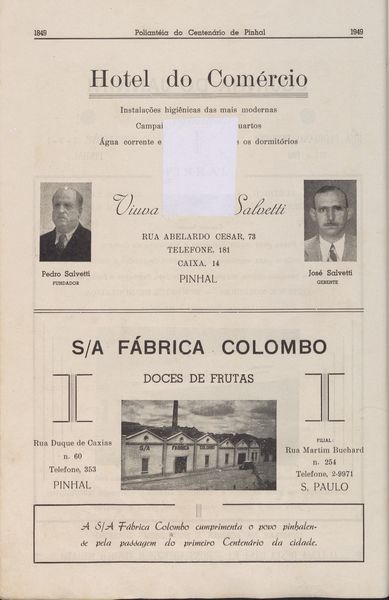 1849 Poliantéia do Centenário de Pinhal 1949
Hotel do Comércio
Instalações higiênicas das mais modernas
Campai uartos
Água corrente e os dormitórios
Viuva Salvetti
RUA ABELARDO CESAR, 73
TELEFONE, 181
CAIXA, 14
PINHAL
Pedro Salvetti
FUNDADOR
José Salvetti
GERENTE
S/A FÁBRICA COLOMBO
DOCES DE FRUTAS
Rua Duque de Caxias
n. 60
Telefone, 353
PINHAL
S/A FABRICA COLOMBO
FILIAL:
Rua Martim Buchard
n. 254
Telefone, 2-9971
S. PAULO
A S/A Fábrica Colombo cumprimenta o povo pinhalen-
se pela passagem do primeiro Centenário da cidade.